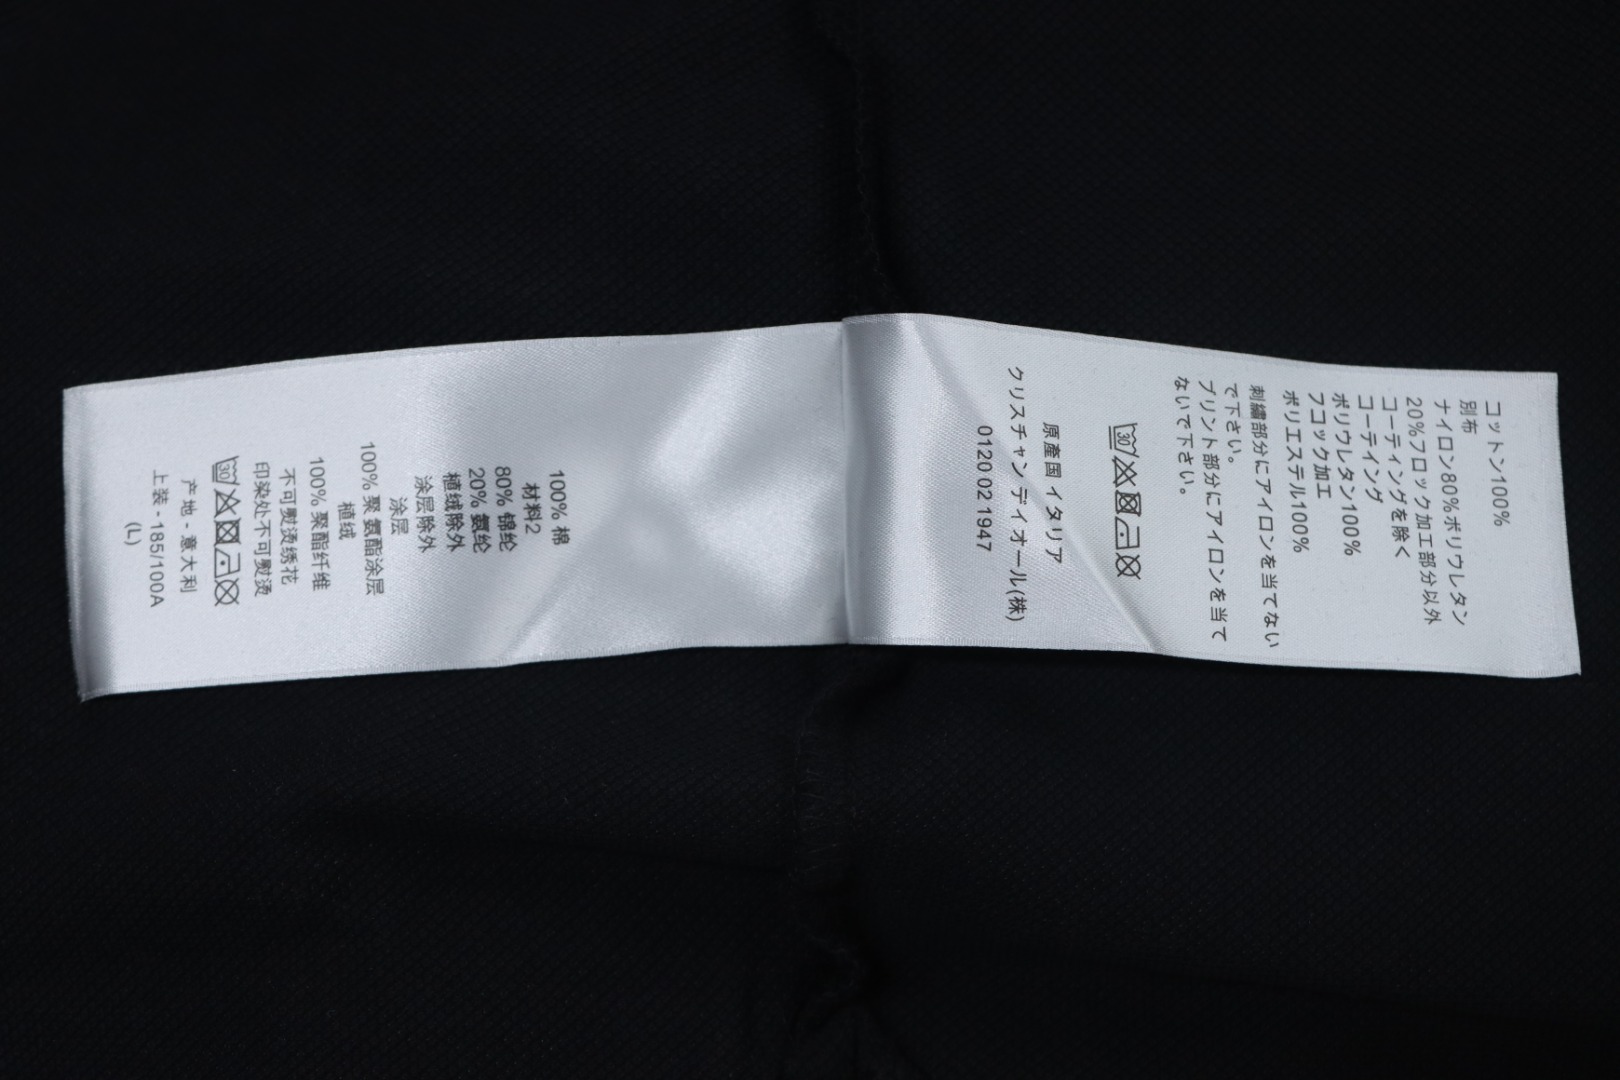 100% 棉
材料2
80% 锦纶
20% 氨纶
植绒除外
涂层除外
涂层
100% 聚氨酯涂层
植绒
100% 聚酯纤维
不可熨烫绣花
印染处不可熨烫
30
产地 - 意大利
上装 - 185/100A
(L)
コットン100%
別布
ナイロン80%ポリウレタン
20%フロック加工部分以外
コーティングを除く
コーテイング
ポリウレタン100%
フコック加工
ポリエステル100%
刺繍部分にアイロンを当てない
で下さい。
プリント部分にアイロンを当て
ないで下さい。
30
原産国 イタリア
クリスチャン ディオール(株)
0120 02 1947